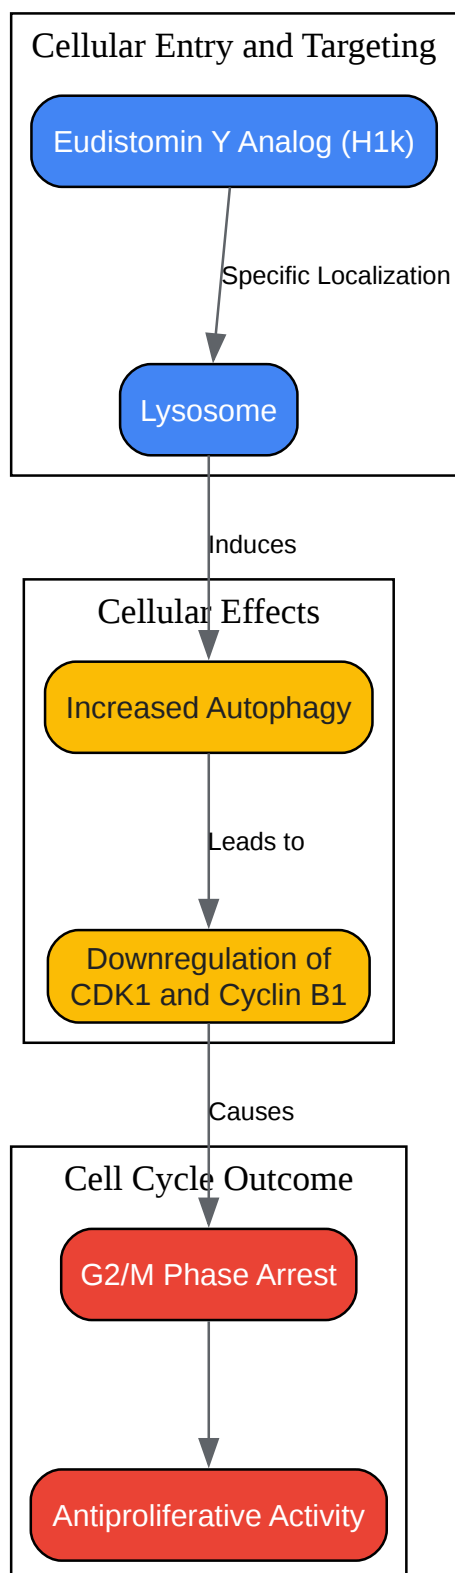 Cellular Entry and Targeting
Eudistomin Y Analog (H1k)
Specific Localization
Lysosome
Induces
Cellular Effects
Increased Autophagy
Leads to
Downregulation of
CDK1 and Cyclin B1
Causes
Cell Cycle Outcome
G2/M Phase Arrest
Antiproliferative Activity